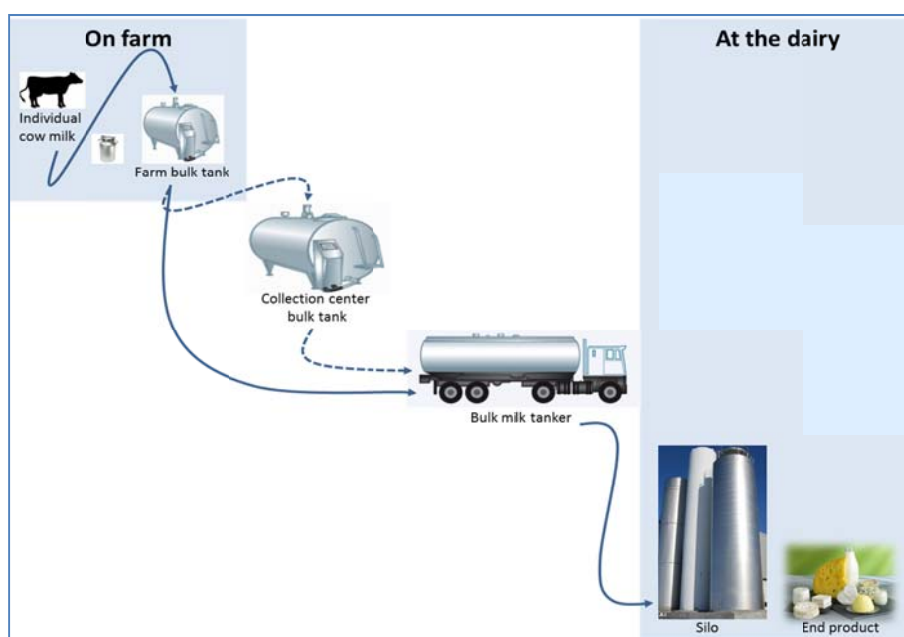 On farm
At the dairy
Individual
cow milk
Farm bulk tank
Collection center
bulk tank
Bulk milk tanker
Silo
End product